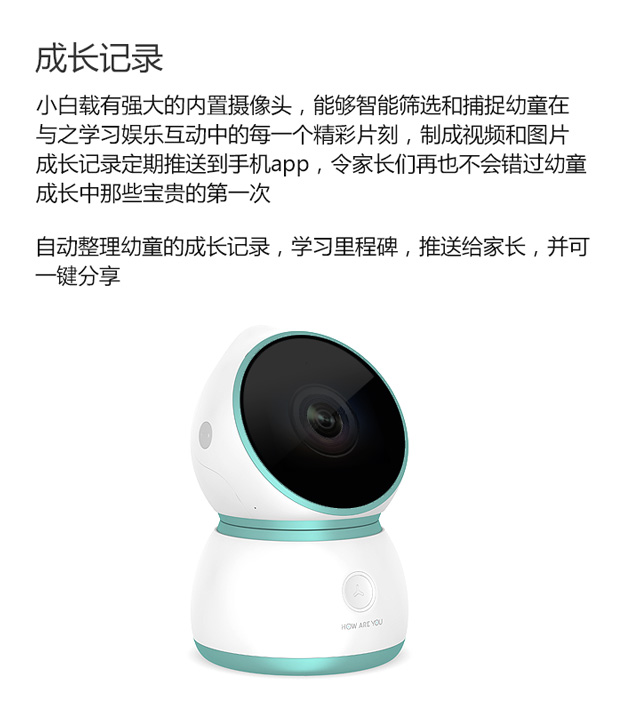 成长记录
小白载有强大的内置摄像头，能够智能筛选和捕捉幼童在
与之学习娱乐互动中的每一个精彩片刻，制成视频和图片
成长记录定期推送到手机app，令家长们再也不会错过幼童
成长中那些宝贵的第一次
自动整理幼童的成长记录，学习里程碑，推送给家长，并可
一键分享
HOW ARE YOU